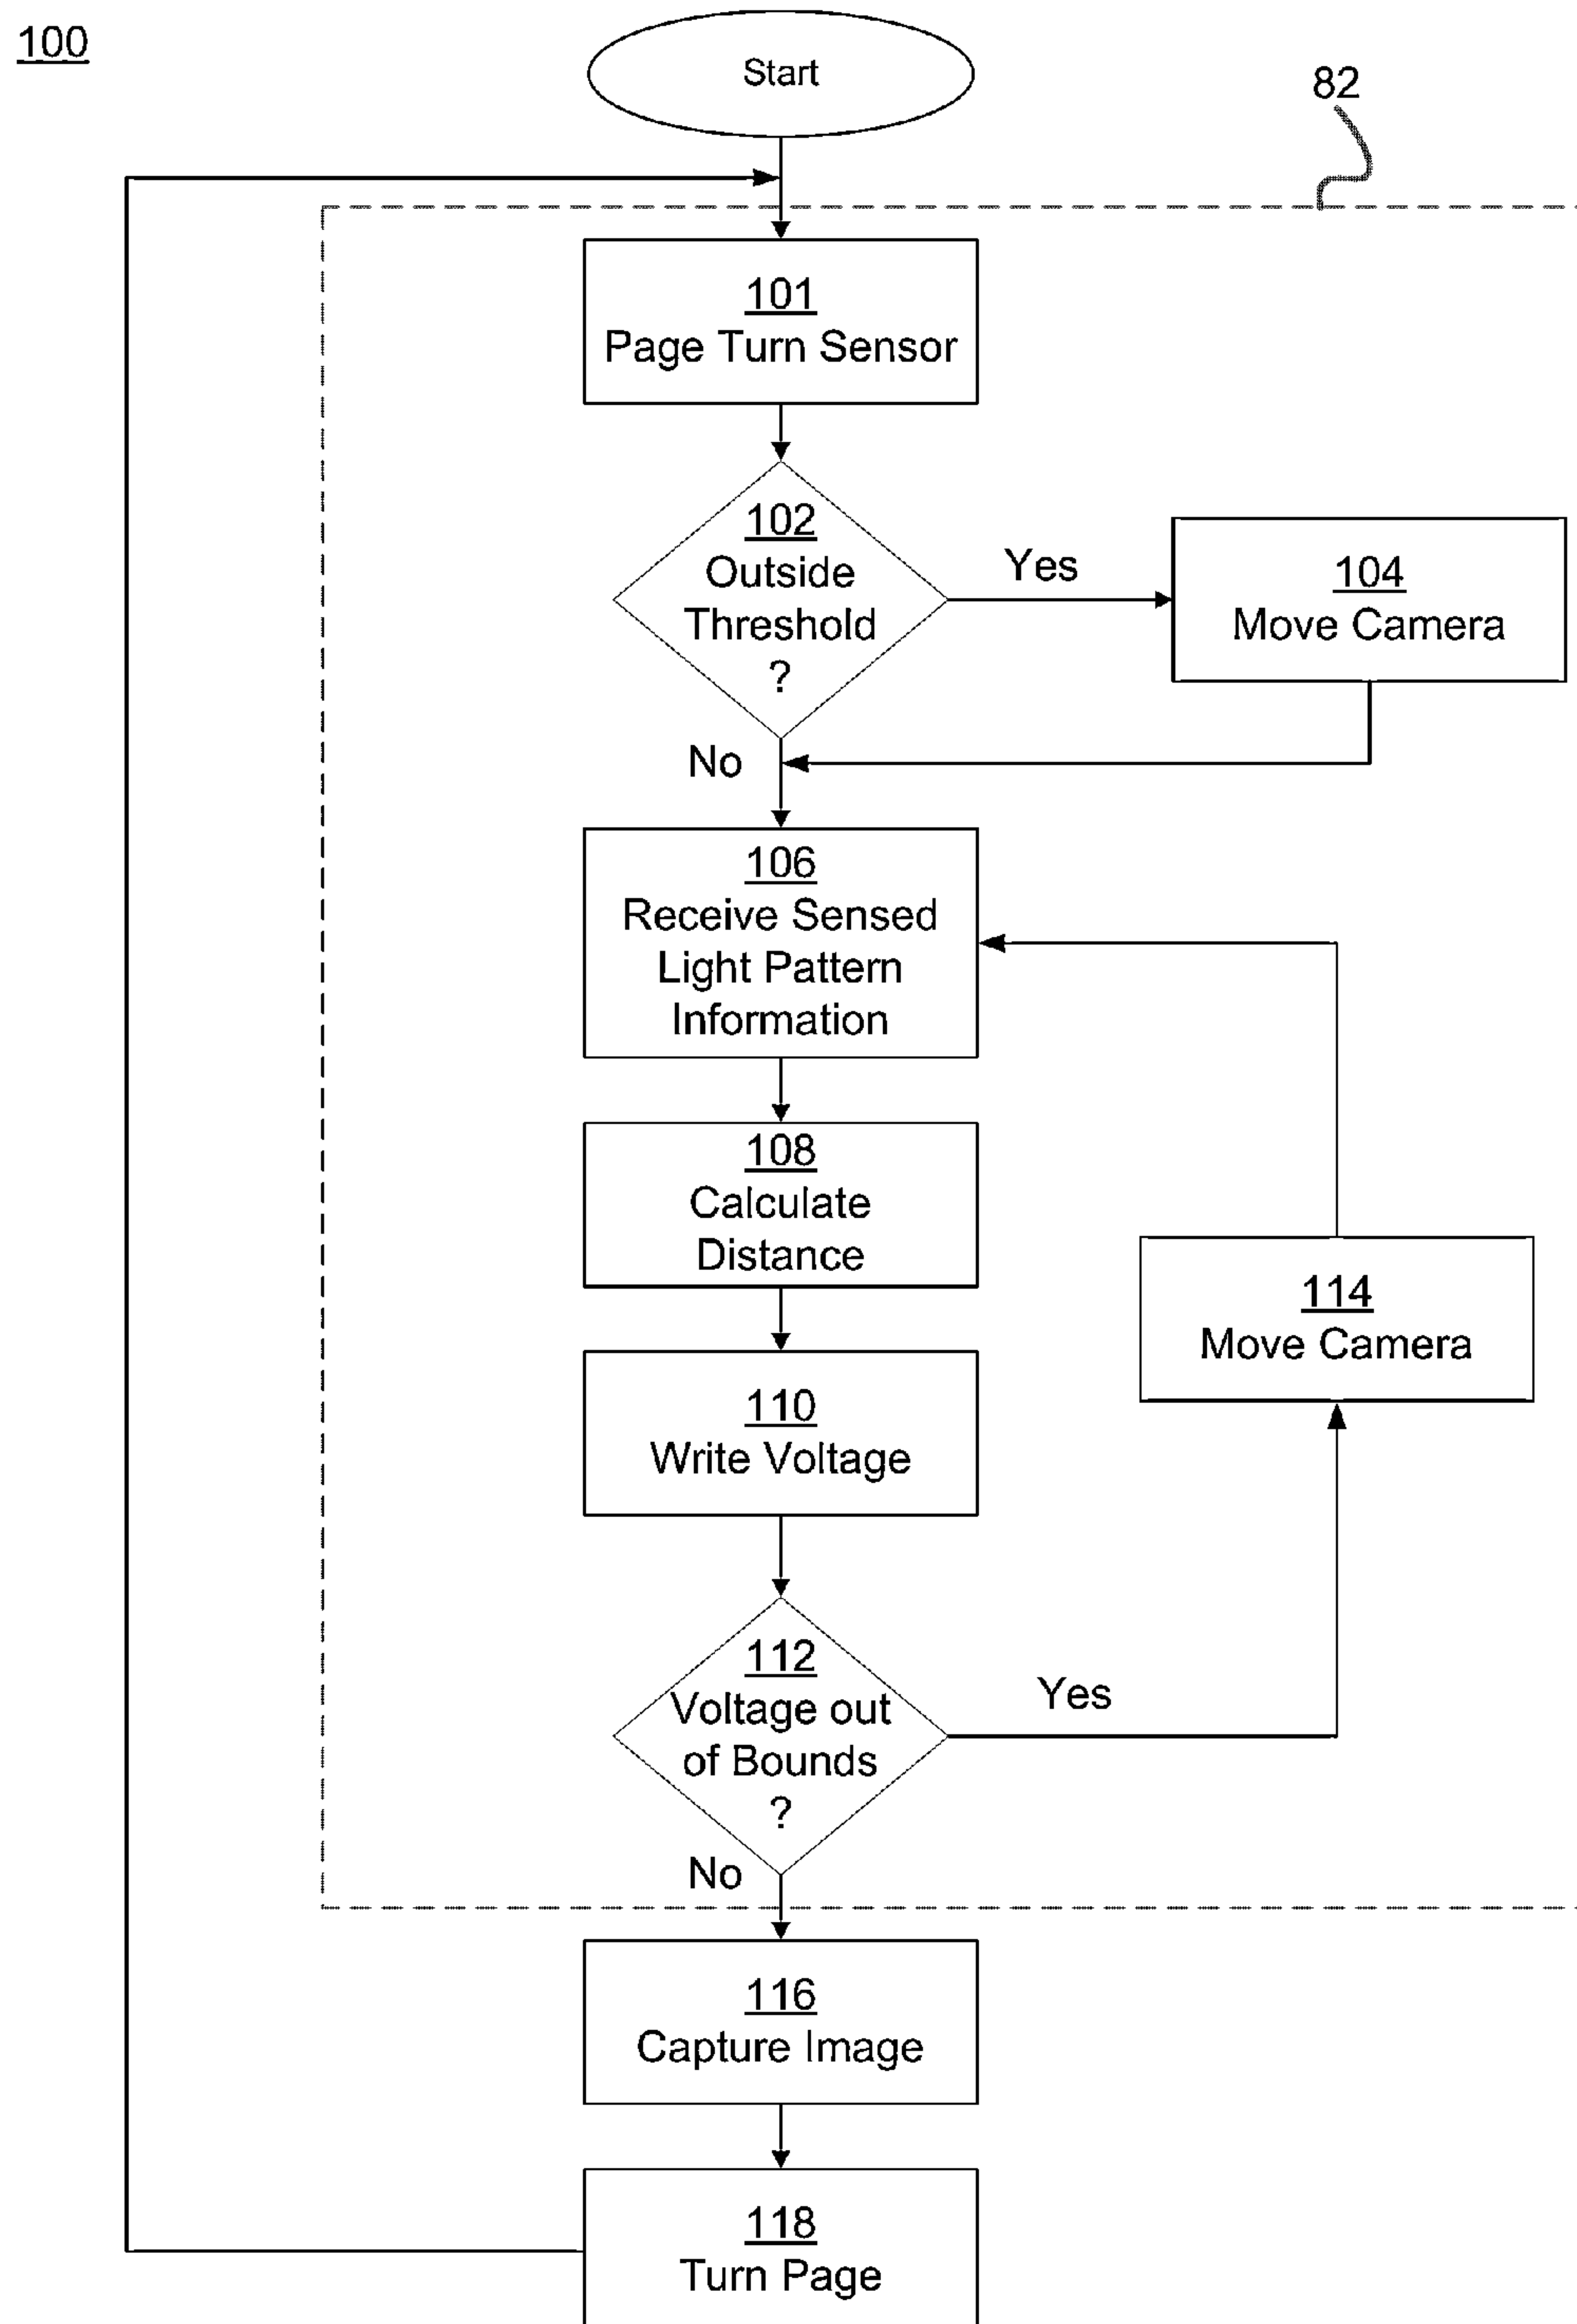 100
Start
82
101
Page Turn Sensor
102
Outside
Threshold
?
Yes
104
Move Camera
No
106
Receive Sensed
Light Pattern
Information
108
Calculate
Distance
110
Write Voltage
114
Move Camera
112
Voltage out
of Bounds
?
Yes
No
116
Capture Image
118
Turn Page